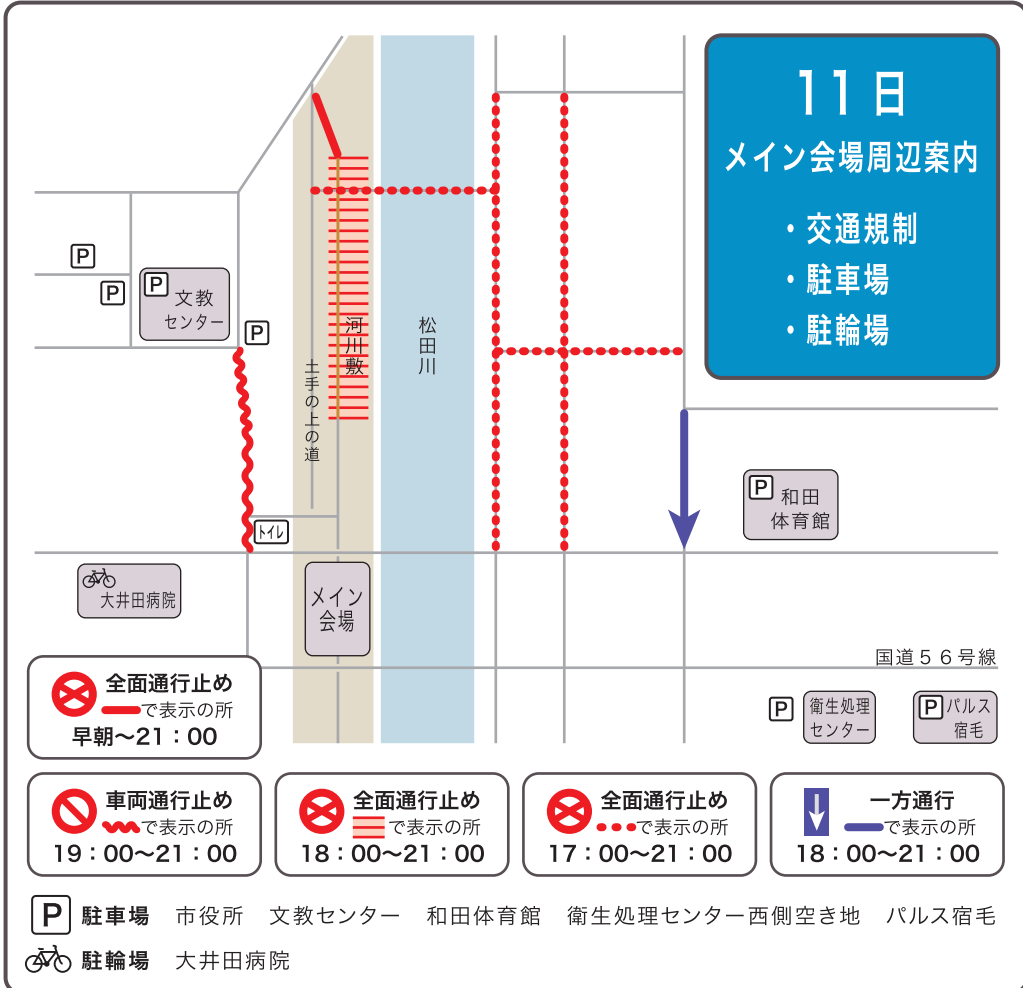 11日
メイン会場周辺案内
・交通規制
・駐車場
・駐輪場
P
P
P
文教
センター
P
河川敷
松田川
土手の上の道
P
和田
体育館
トイレ
大井田病院
メイン
会場
国道56号線
P
衛生処理
センター
P
パルス
宿毛
全面通行止め
で表示の所
早朝〜21：00
車両通行止め
で表示の所
19：00〜21：00
全面通行止め
で表示の所
18：00〜21：00
全面通行止め
で表示の所
17：00〜21：00
一方通行
で表示の所
18：00〜21：00
P 駐車場 市役所 文教センター 和田体育館 衛生処理センター西側空き地 パルス宿毛
駐輪場 大井田病院